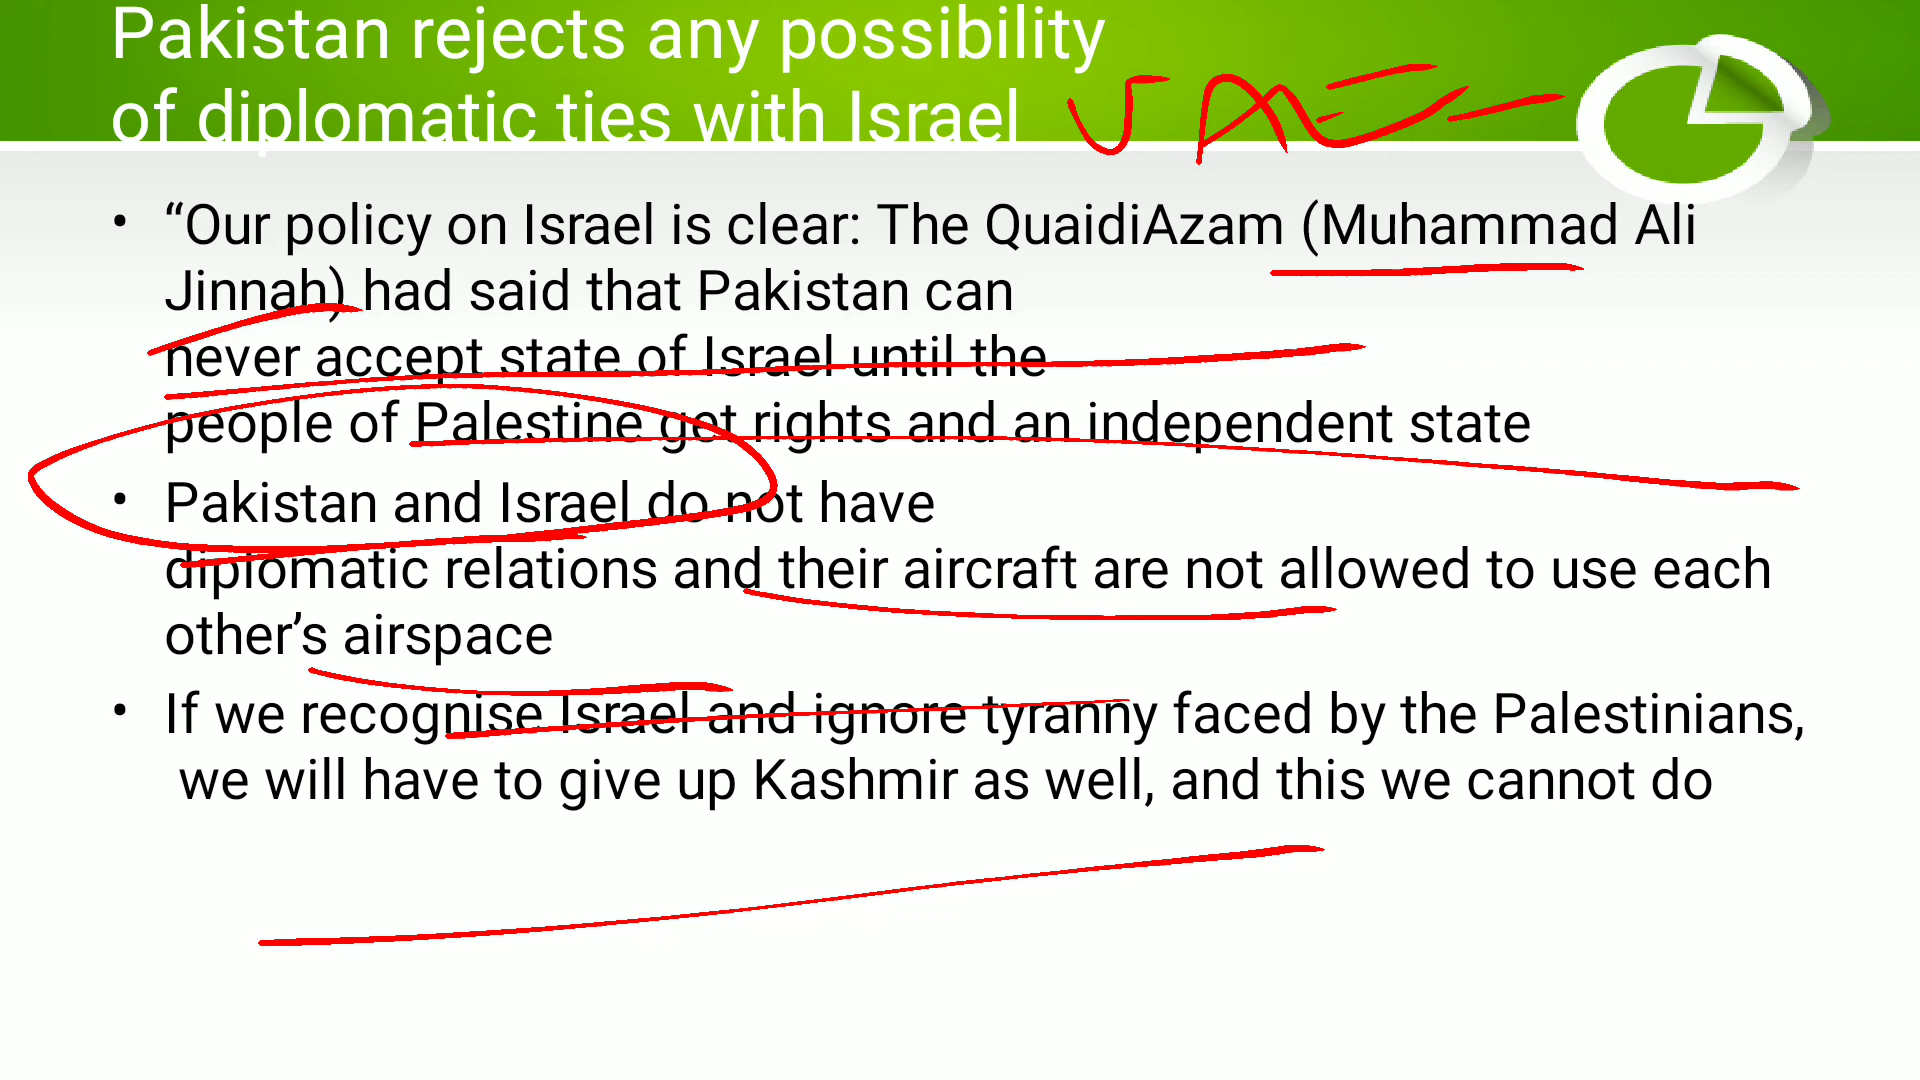 Pakistan rejects any possibility
of diplomatic ties with Israel
UAE
• “Our policy on Israel is clear: The QuaidiAzam (Muhammad Ali
Jinnah) had said that Pakistan can
never accept state of Israel until the
people of Palestine get rights and an independent state
• Pakistan and Israel do not have
diplomatic relations and their aircraft are not allowed to use each
other’s airspace
• If we recognise Israel and ignore tyranny faced by the Palestinians,
we will have to give up Kashmir as well, and this we cannot do